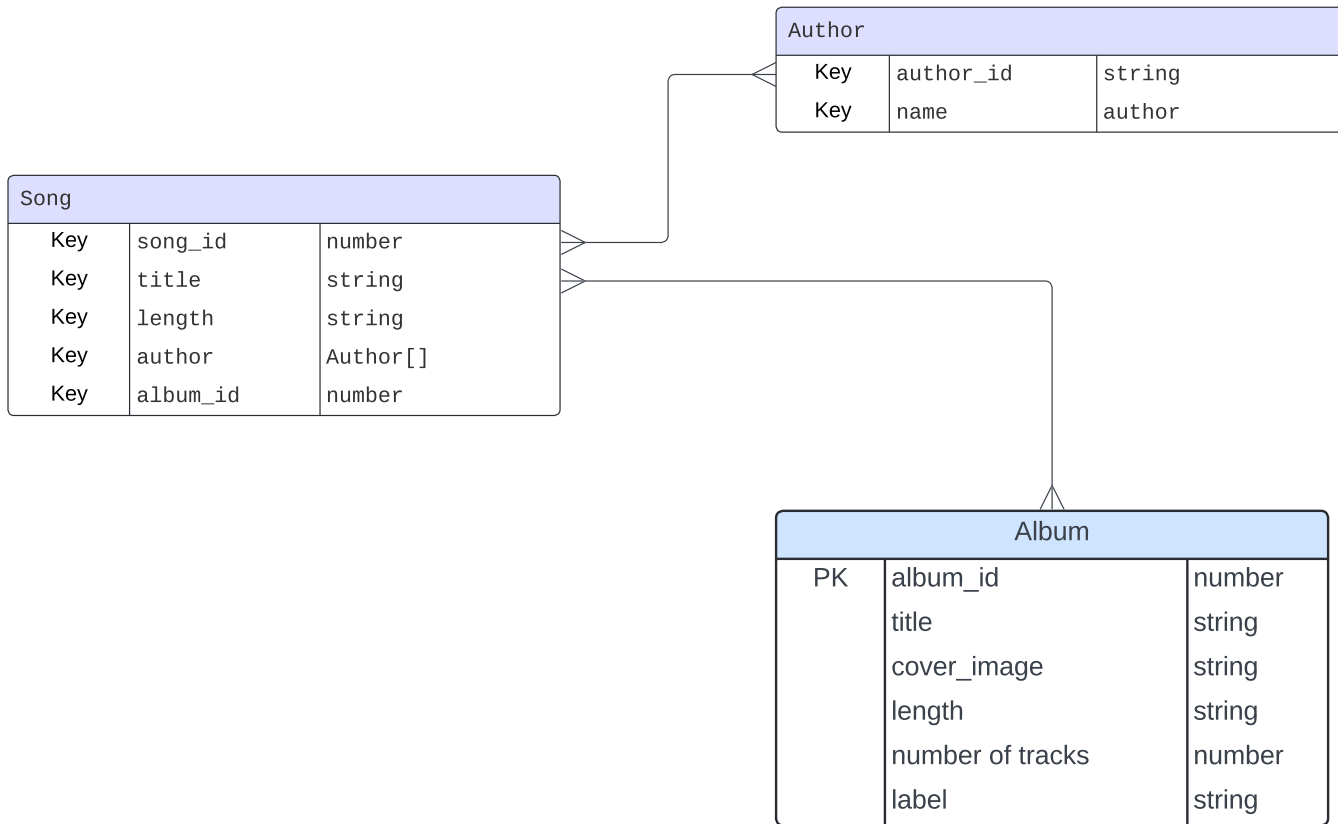 Author
Key author_id string
Key name author
Song
Key song_id number
Key title string
Key length string
Key author Author[]
Key album_id number
Album
PK album_id number
title string
cover_image string
length string
number of tracks number
label string